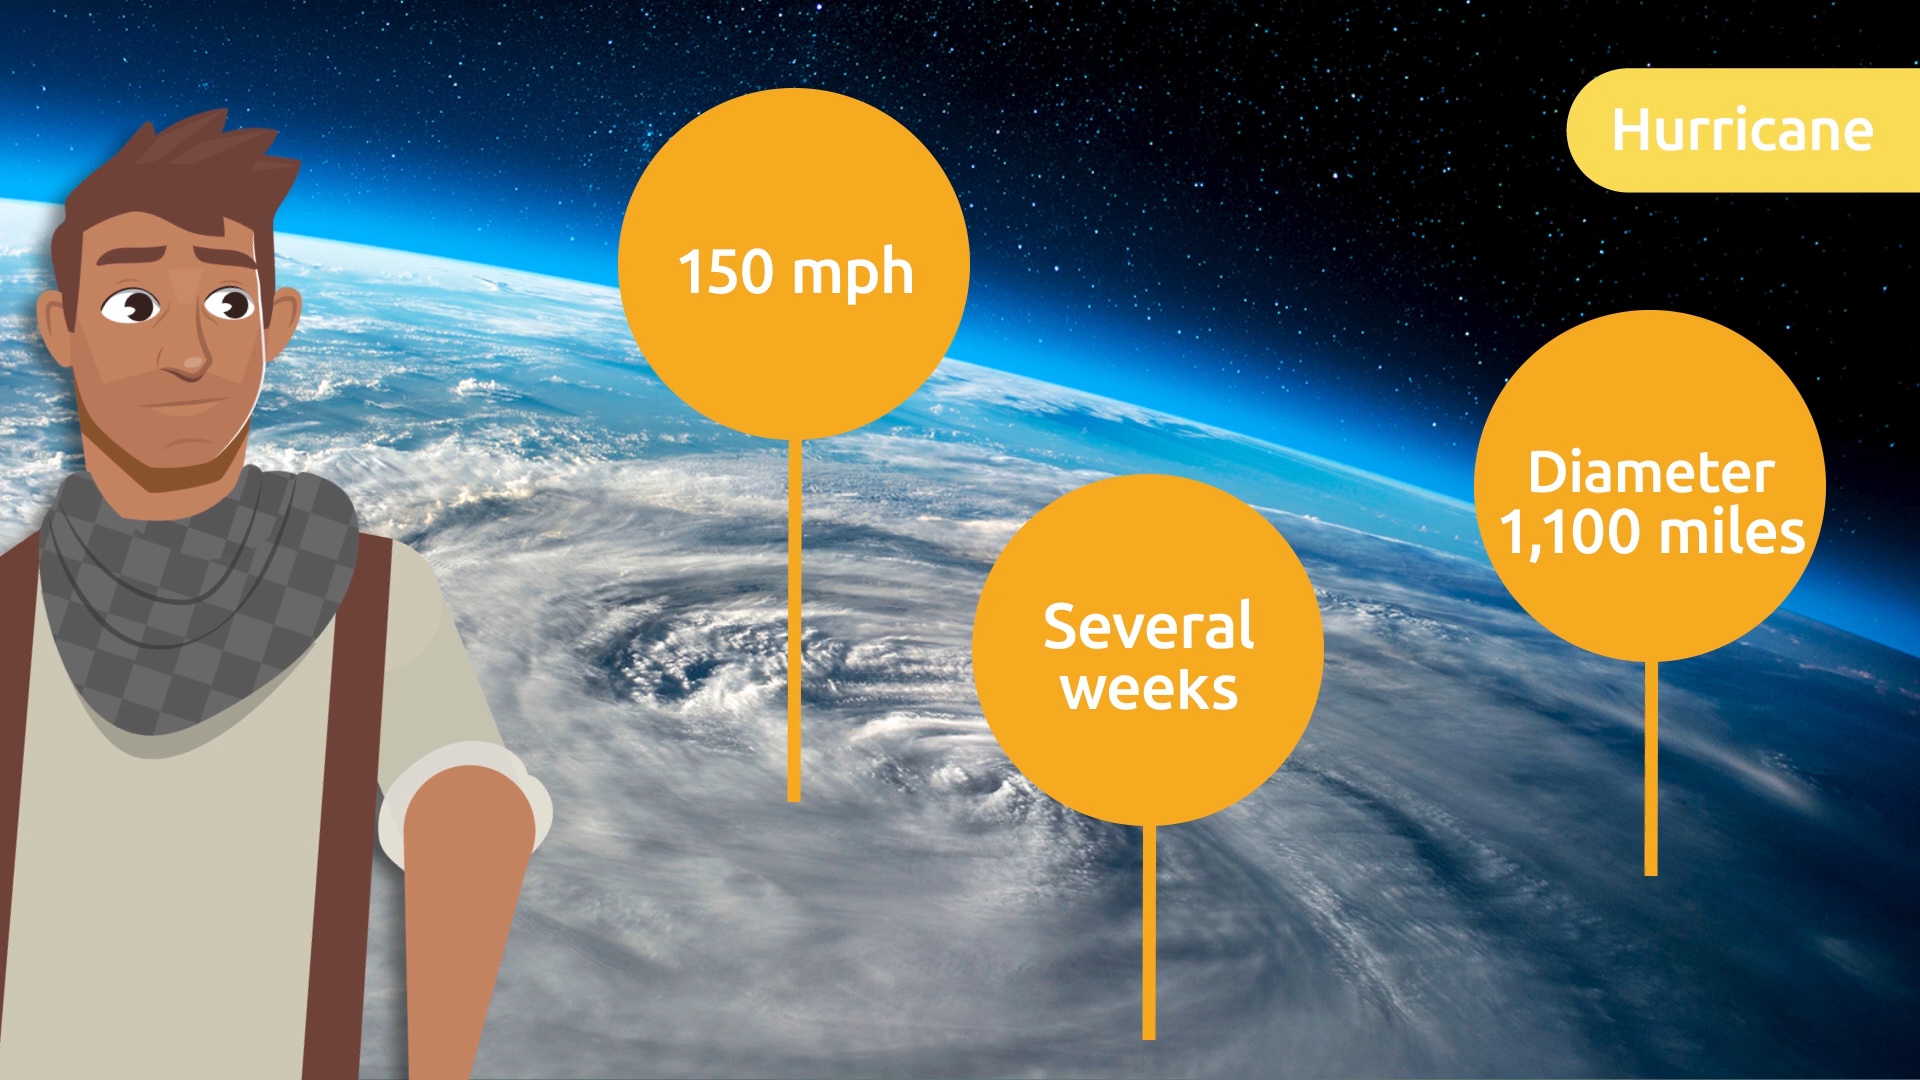 Hurricane
150 mph
Several
weeks
Diameter
1,100 miles